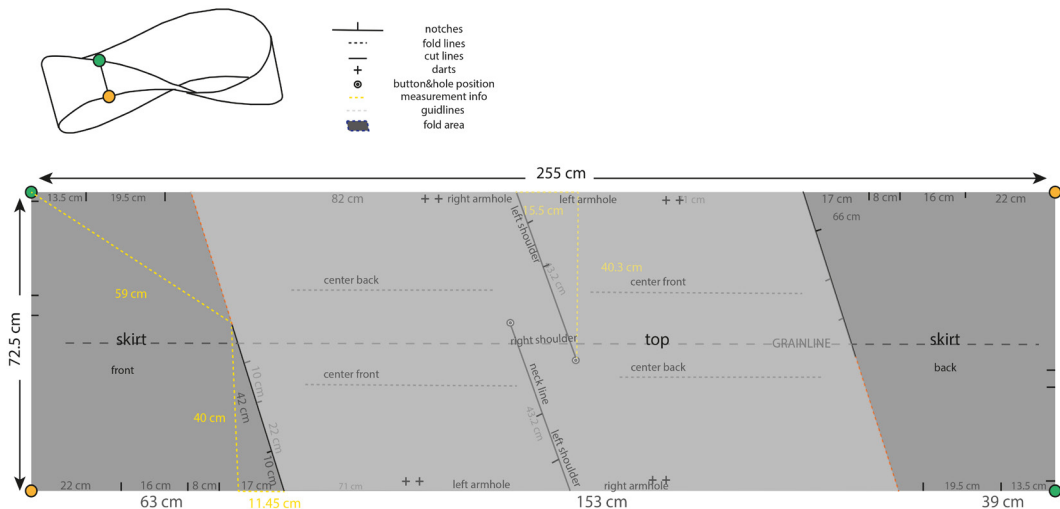 notches
fold lines
cut lines
darts
button&hole position
measurement info
guidlines
fold area
255 cm
72.5 cm
13.5 cm
19.5 cm
82 cm
right armhole
15.5 cm
left armhole
17 cm
8 cm
16 cm
22 cm
66 cm
left shoulder
43.2 cm
40.3 cm
center back
center front
59 cm
skirt
right shoulder
top
GRAINLINE
skirt
front
center front
center back
back
10 cm
42 cm
40 cm
22 cm
10 cm
neck line
43.2 cm
left shoulder
22 cm
16 cm
8 cm
17 cm
71 cm
left armhole
right armhole
19.5 cm
13.5 cm
63 cm
11.45 cm
153 cm
39 cm